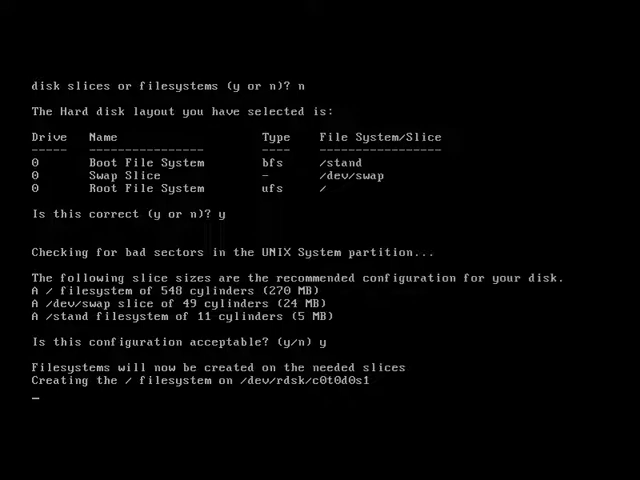 disk slices or filesystems (y or n)? n
The Hard disk layout you have selected is:
Drive Name Type File System/Slice
----- ---------------- ---- -----------------
0 Boot File System bfs /stand
0 Swap Slice - /dev/swap
0 Root File System ufs /
Is this correct (y or n)? y
Checking for bad sectors in the UNIX System partition...
The following slice sizes are the recommended configuration for your disk.
A / filesystem of 548 cylinders (270 MB)
A /dev/swap slice of 49 cylinders (24 MB)
A /stand filesystem of 11 cylinders (5 MB)
Is this configuration acceptable? (y/n) y
Filesystems will now be created on the needed slices
Creating the / filesystem on /dev/rdsk/c0t0d0s1
_